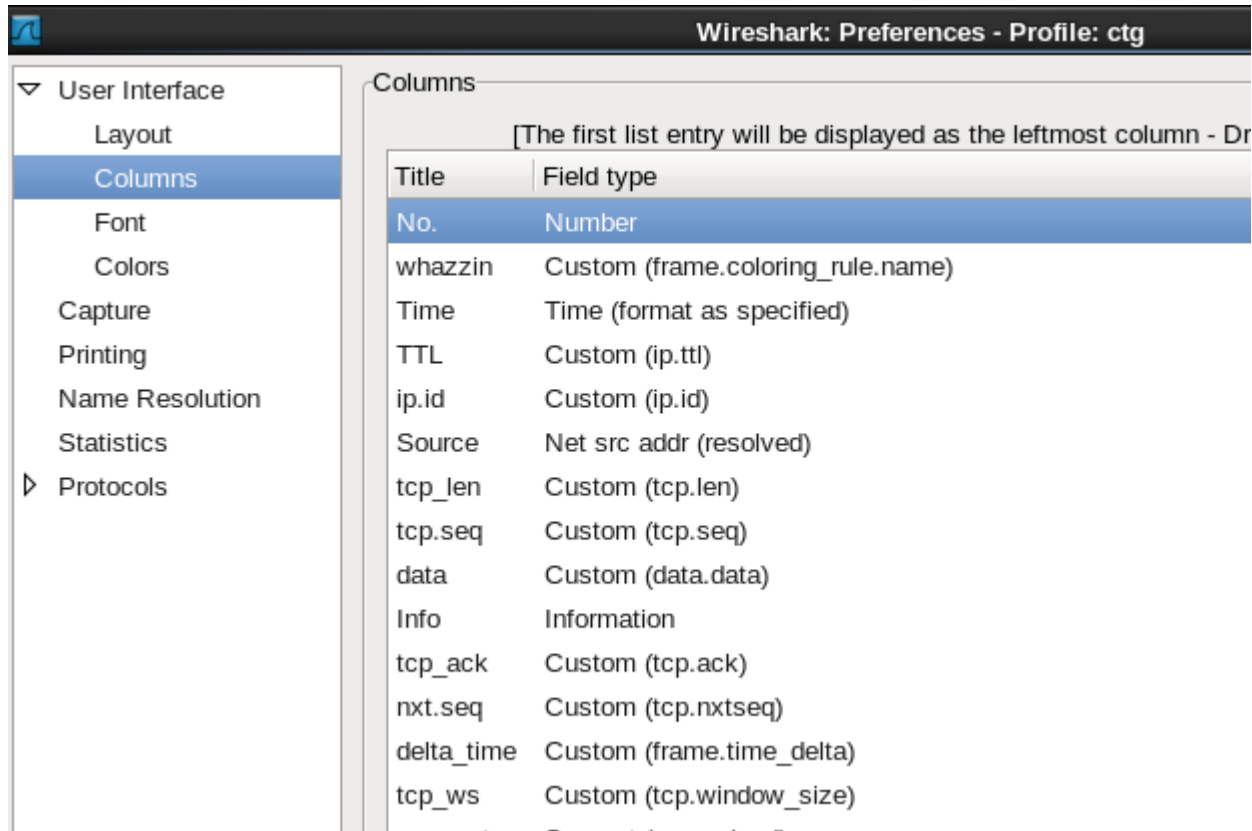 Wireshark: Preferences - Profile: ctg
User Interface
Layout
Columns
Font
Colors
Capture
Printing
Name Resolution
Statistics
Protocols
Columns
[The first list entry will be displayed as the leftmost column -
Title Field type
No. Number
whazzin Custom (frame.coloring_rule.name)
Time Time (format as specified)
TTL Custom (ip.ttl)
ip.id Custom (ip.id)
Source Net src addr (resolved)
tcp_len Custom (tcp.len)
tcp.seq Custom (tcp.seq)
data Custom (data.data)
Info Information
tcp_ack Custom (tcp.ack)
nxt.seq Custom (tcp.nxtseq)
delta_time Custom (frame.time_delta)
tcp_ws Custom (tcp.window_size)